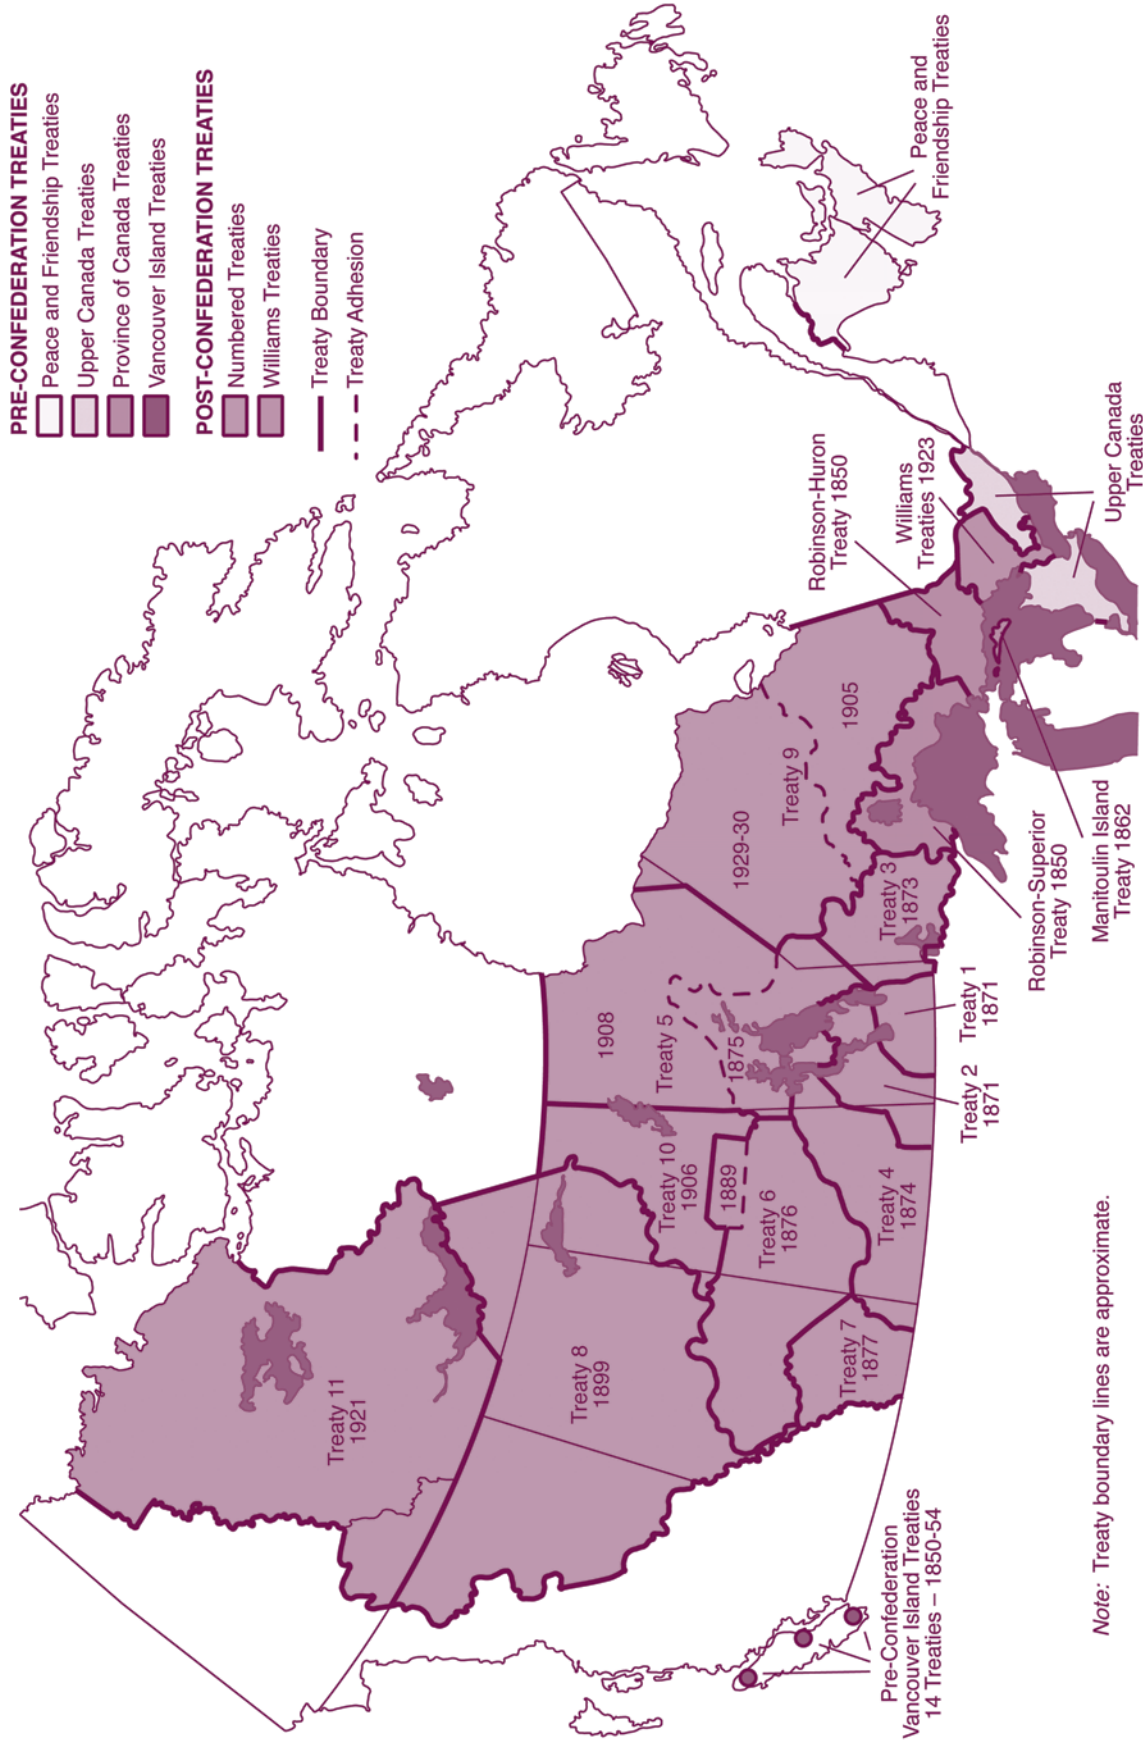 PRE-CONFEDERATION TREATIES
Peace and Friendship Treaties
Upper Canada Treaties
Province of Canada Treaties
Vancouver Island Treaties
POST-CONFEDERATION TREATIES
Numbered Treaties
Williams Treaties
Treaty Boundary
Treaty Adhesion
Treaty 11
1921
Treaty 8
1899
Treaty 10
1906
1889
Treaty 6
1876
Treaty 7
1877
Treaty 4
1874
1908
Treaty 5
1875
Treaty 2
1871
Treaty 1
1871
1929-30
Treaty 9
1905
Treaty 3
1873
Robinson-Superior
Treaty 1850
Manitoulin Island
Treaty 1862
Robinson-Huron
Treaty 1850
Williams
Treaties 1923
Upper Canada
Treaties
Peace and
Friendship Treaties
Pre-Confederation
Vancouver Island Treaties
14 Treaties – 1850-54
Note: Treaty boundary lines are approximate.